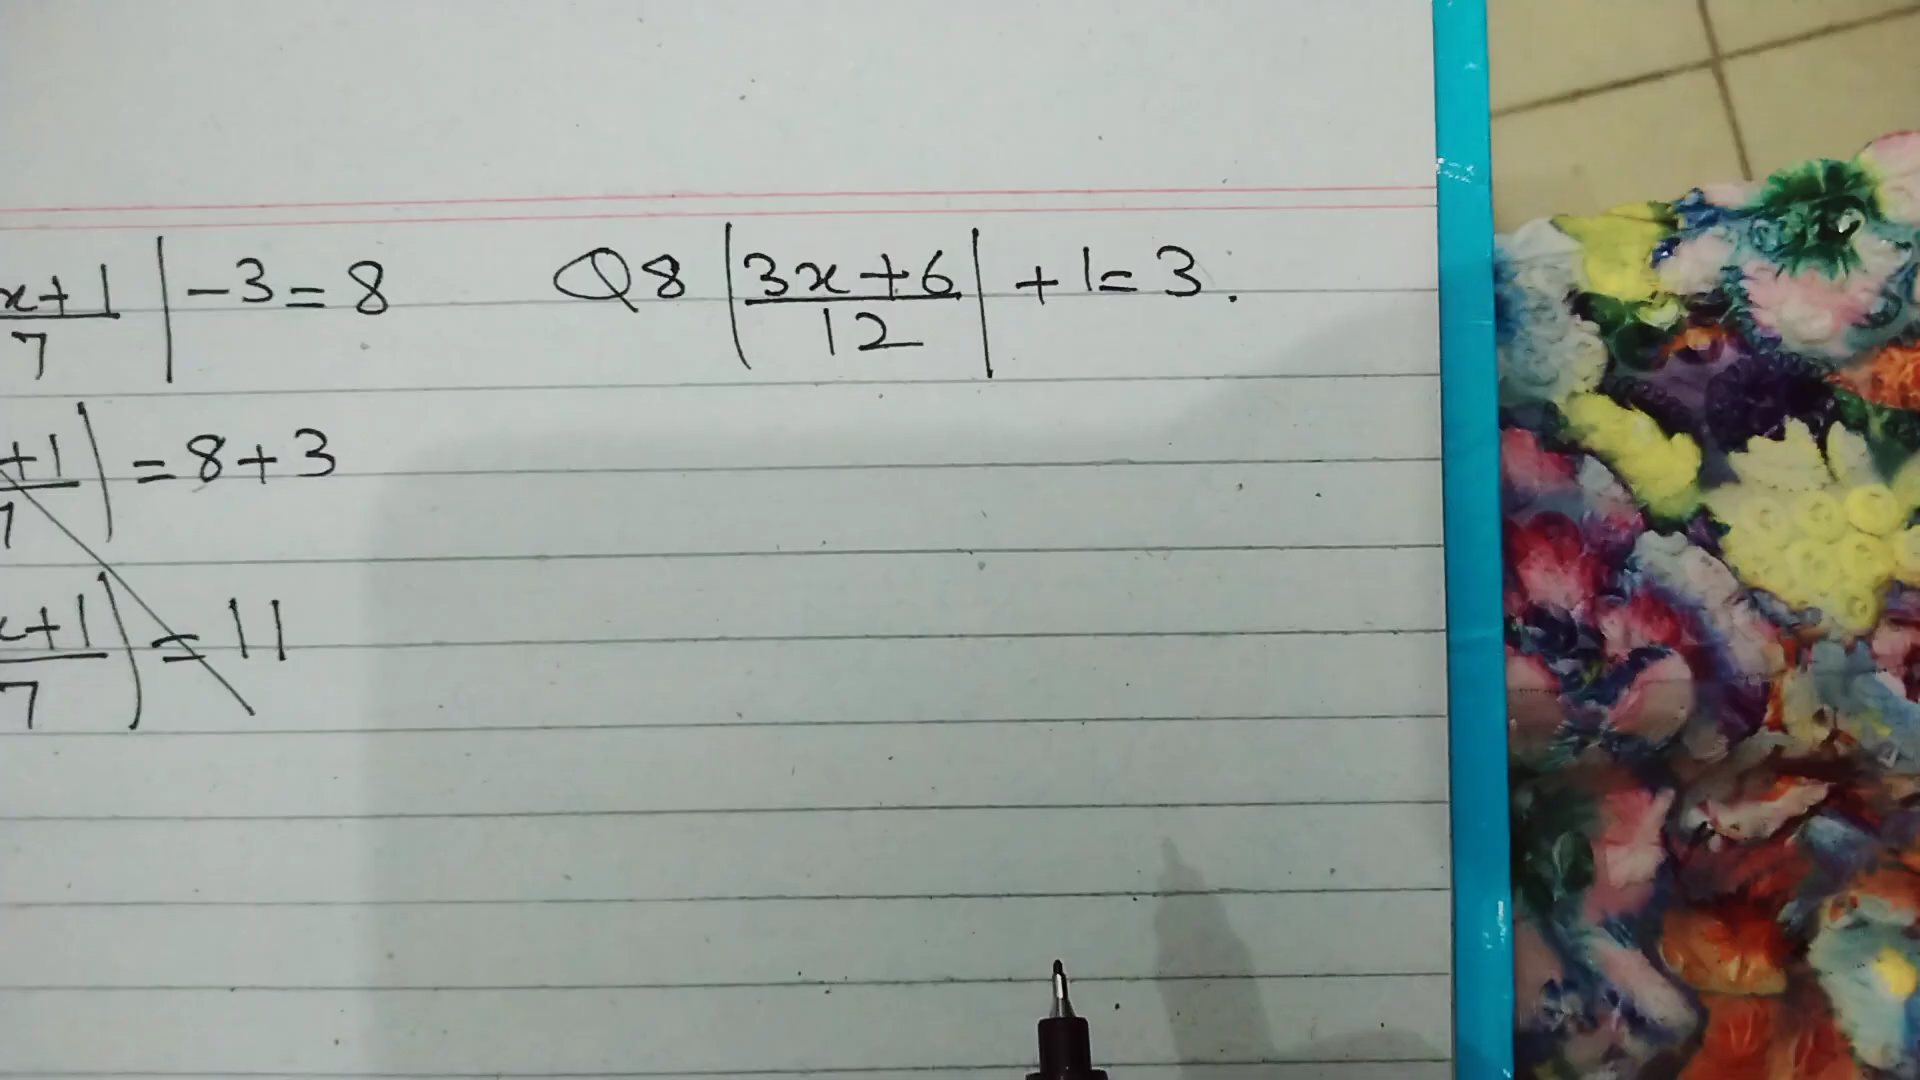 x+1/7 | -3 = 8
+1/7 | = 8+3
x+1/7 | = 11
Q8 | 3x+6/12 | + 1 = 3.